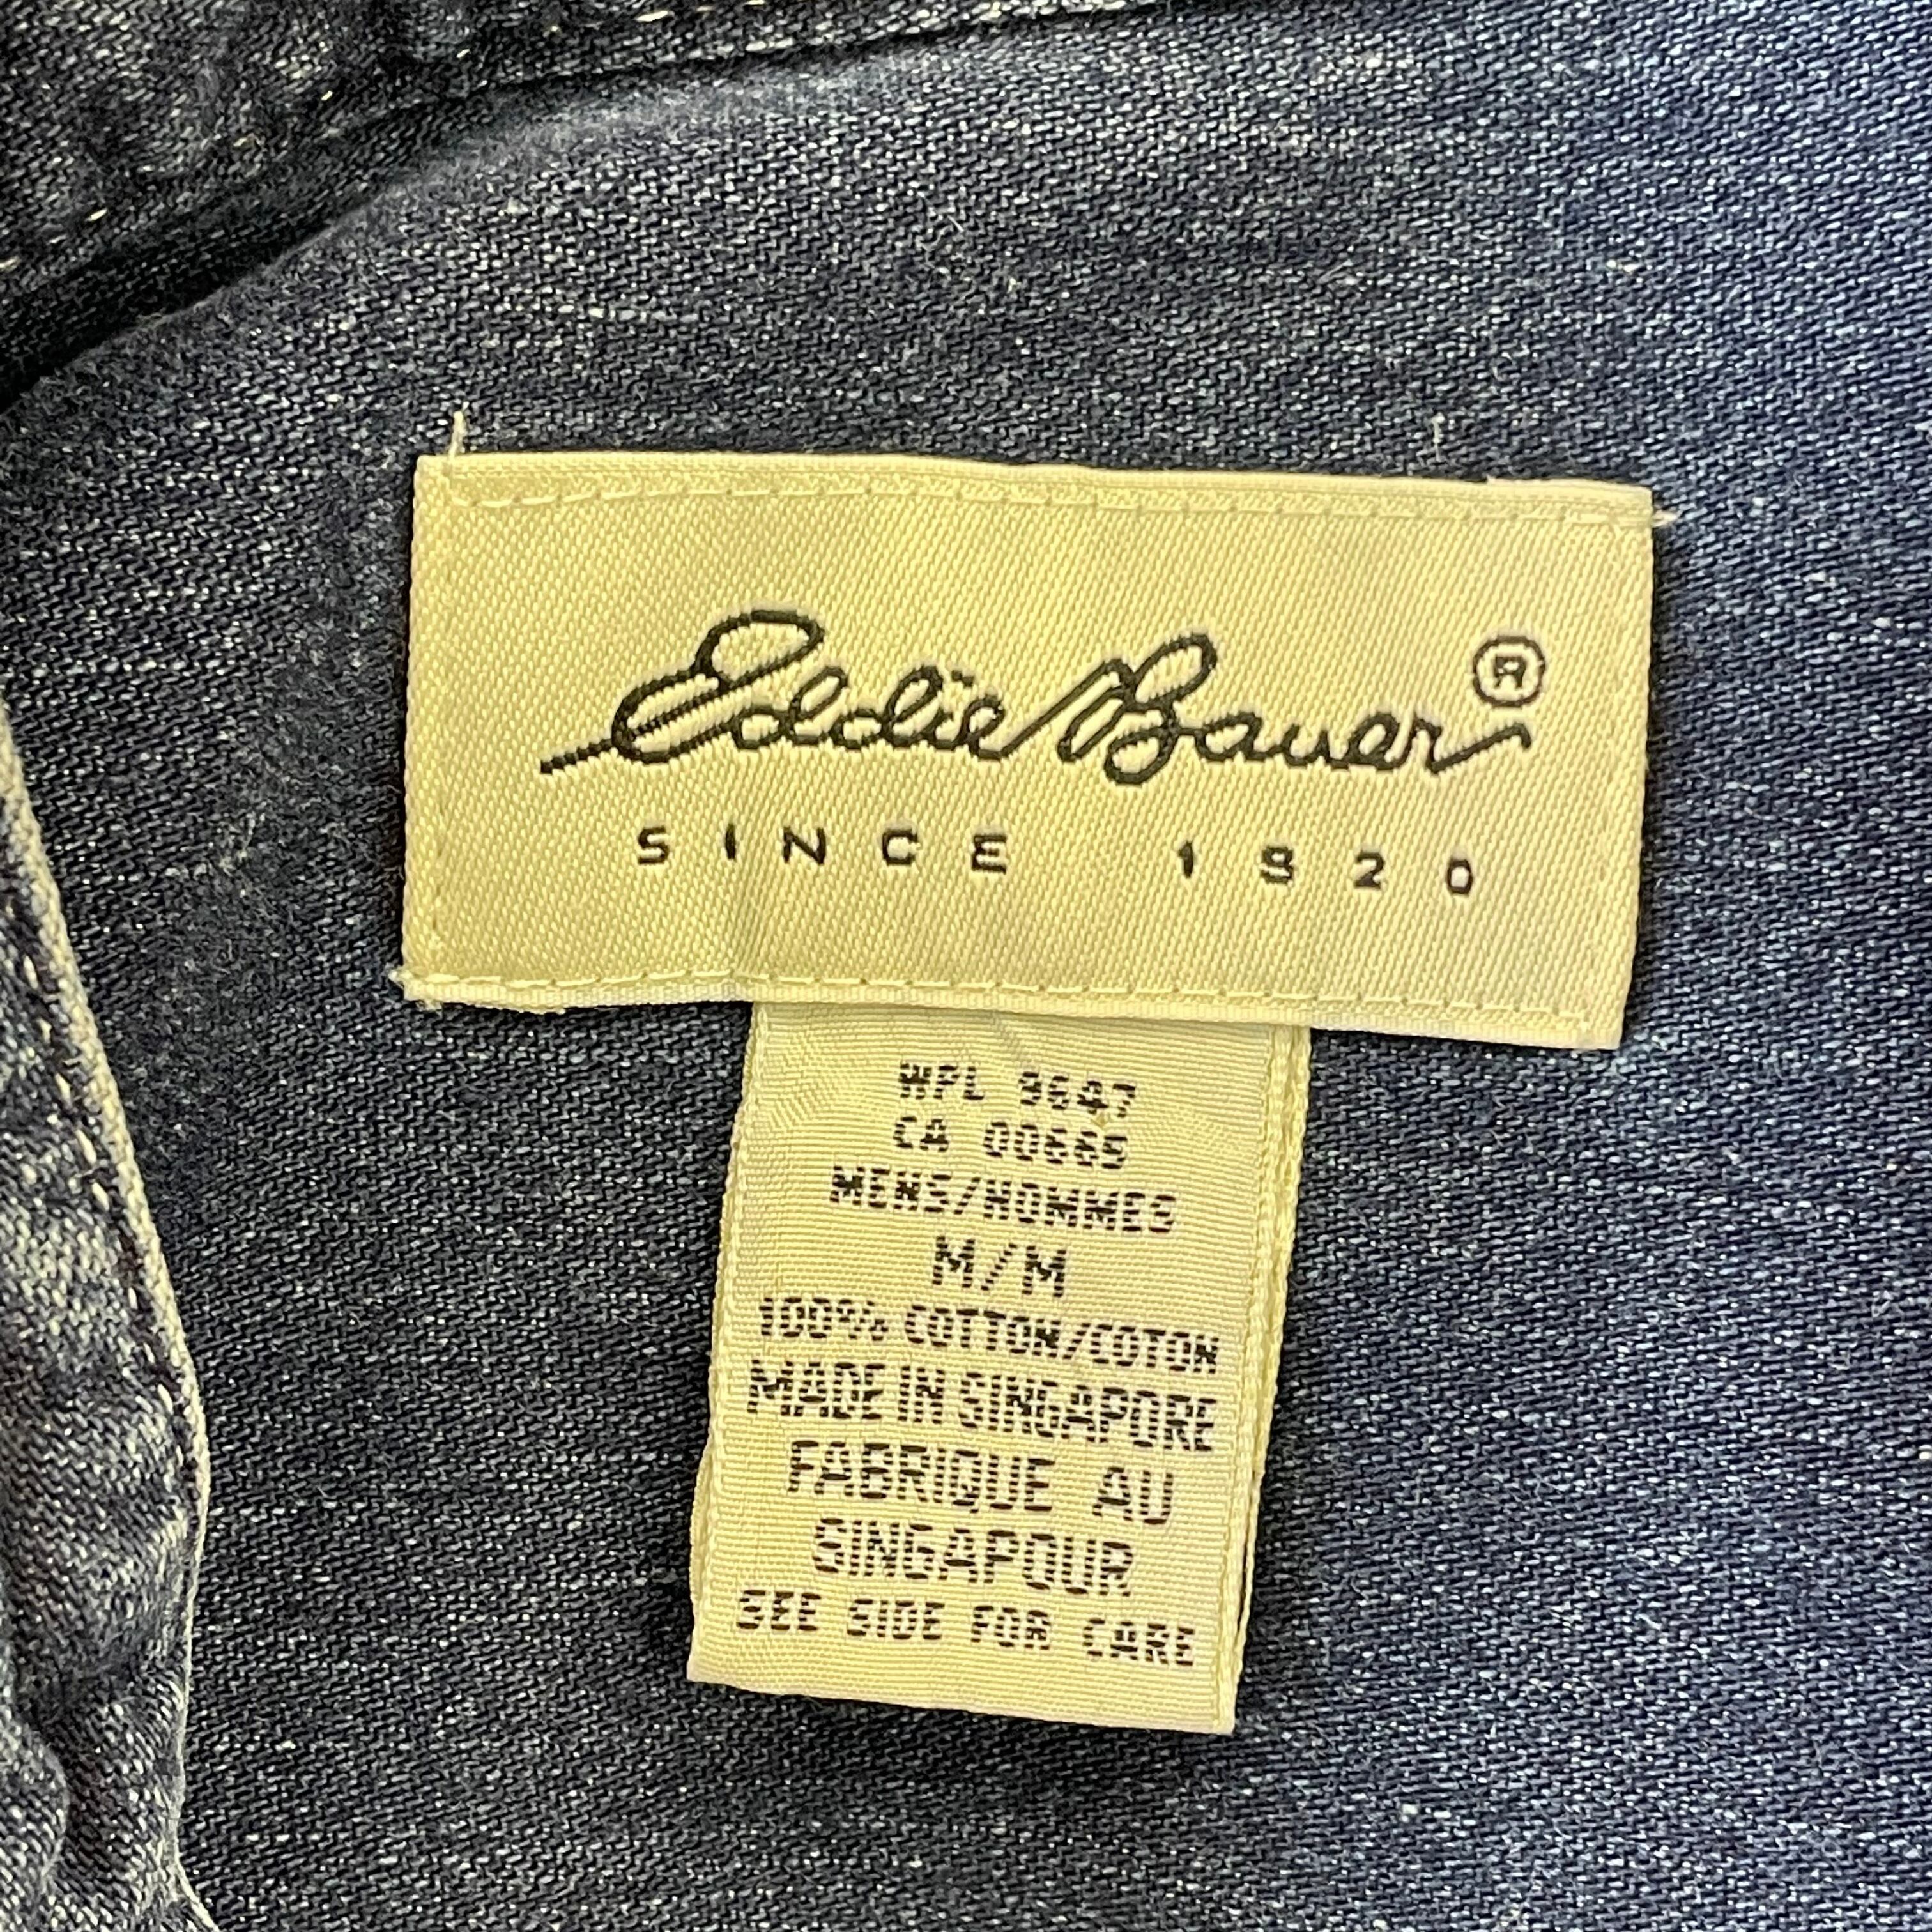 Eddie Bauer®
SINCE 1920
WPL 9647
CA 00665
MENS/HOMMES
M/M
100% COTTON/COTON
MADE IN SINGAPORE
FABRIQUE AU
SINGAPOUR
SEE SIDE FOR CARE